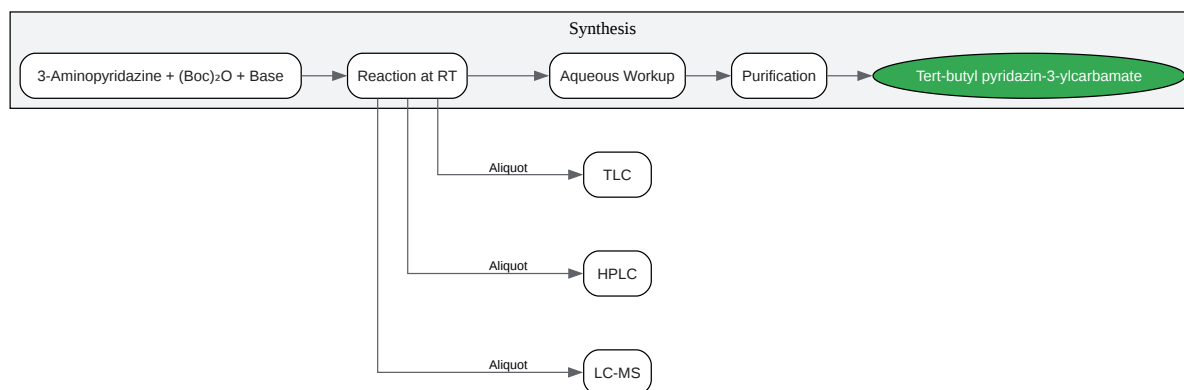 Synthesis
3-Aminopyridazine + (Boc)₂O + Base
Reaction at RT
Aqueous Workup
Purification
Tert-butyl pyridazin-3-ylcarbamate
Aliquot
TLC
Aliquot
HPLC
Aliquot
LC-MS